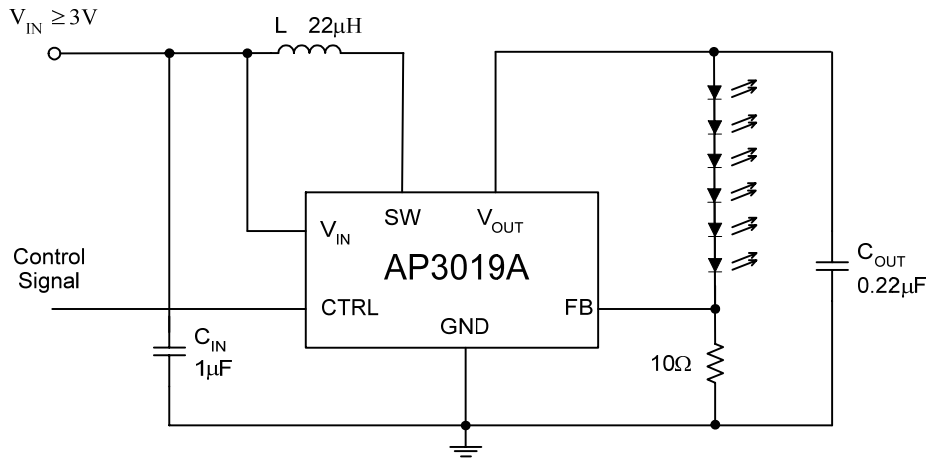 V_IN ≥ 3V
L 22μH
SW
V_OUT
V_IN
AP3019A
Control
Signal
CTRL
FB
GND
C_IN
1μF
10Ω
C_OUT
0.22μF